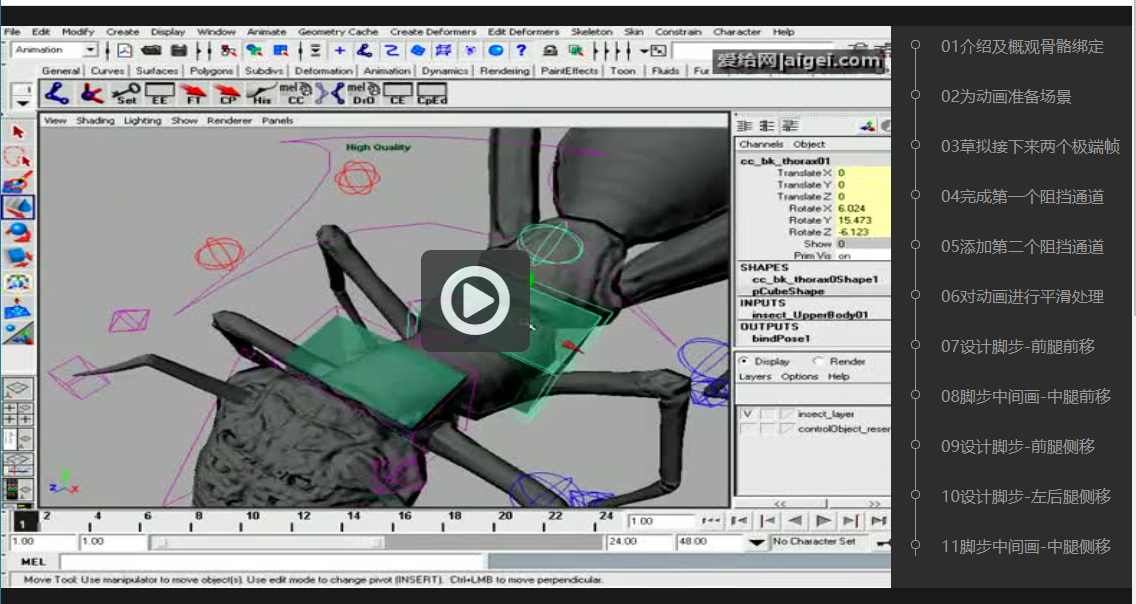 File Edit Modify Create Display Window Animate Geometry Cache Create Deformers Edit Deformers Skeleton Skin Constrain Character Help
Animation
爱给网|aigei.com
General Curves Surfaces Polygons Subdivs Deformation Animation Dynamics Rendering PaintEffects Toon Fluids Fur
mel mel
Set EE FT CP His CC DrO CE CpEd
View Shading Lighting Show Renderer Panels
High Quality
Channels Object
cc_bk_thorax01
Translate X 0
Translate Y 0
Translate Z 0
Rotate X 6.024
Rotate Y 15.473
Rotate Z -6.123
Show 0
Prim Vis on
SHAPES
cc_bk_thorax0Shape1
pCubeShape
INPUTS
insect_UpperBody01
OUTPUTS
bindPose1
Display Render
Layers Options Help
V insect_layer
controlObject_reser
<< >>
z x
1 2 4 6 8 10 12 14 16 18 20 22 24 1.00
1.00 1.00 24.00 48.00 No Character Set
MEL
Move Tool: Use manipulator to move object(s). Use edit mode to change pivot (INSERT). Ctrl+LMB to move perpendicular.
01介绍及概观骨骼绑定
02为动画准备场景
03草拟接下来两个极端帧
04完成第一个阻挡通道
05添加第二个阻挡通道
06对动画进行平滑处理
07设计脚步-前腿前移
08脚步中间画-中腿前移
09设计脚步-前腿侧移
10设计脚步-左后腿侧移
11脚步中间画-中腿侧移